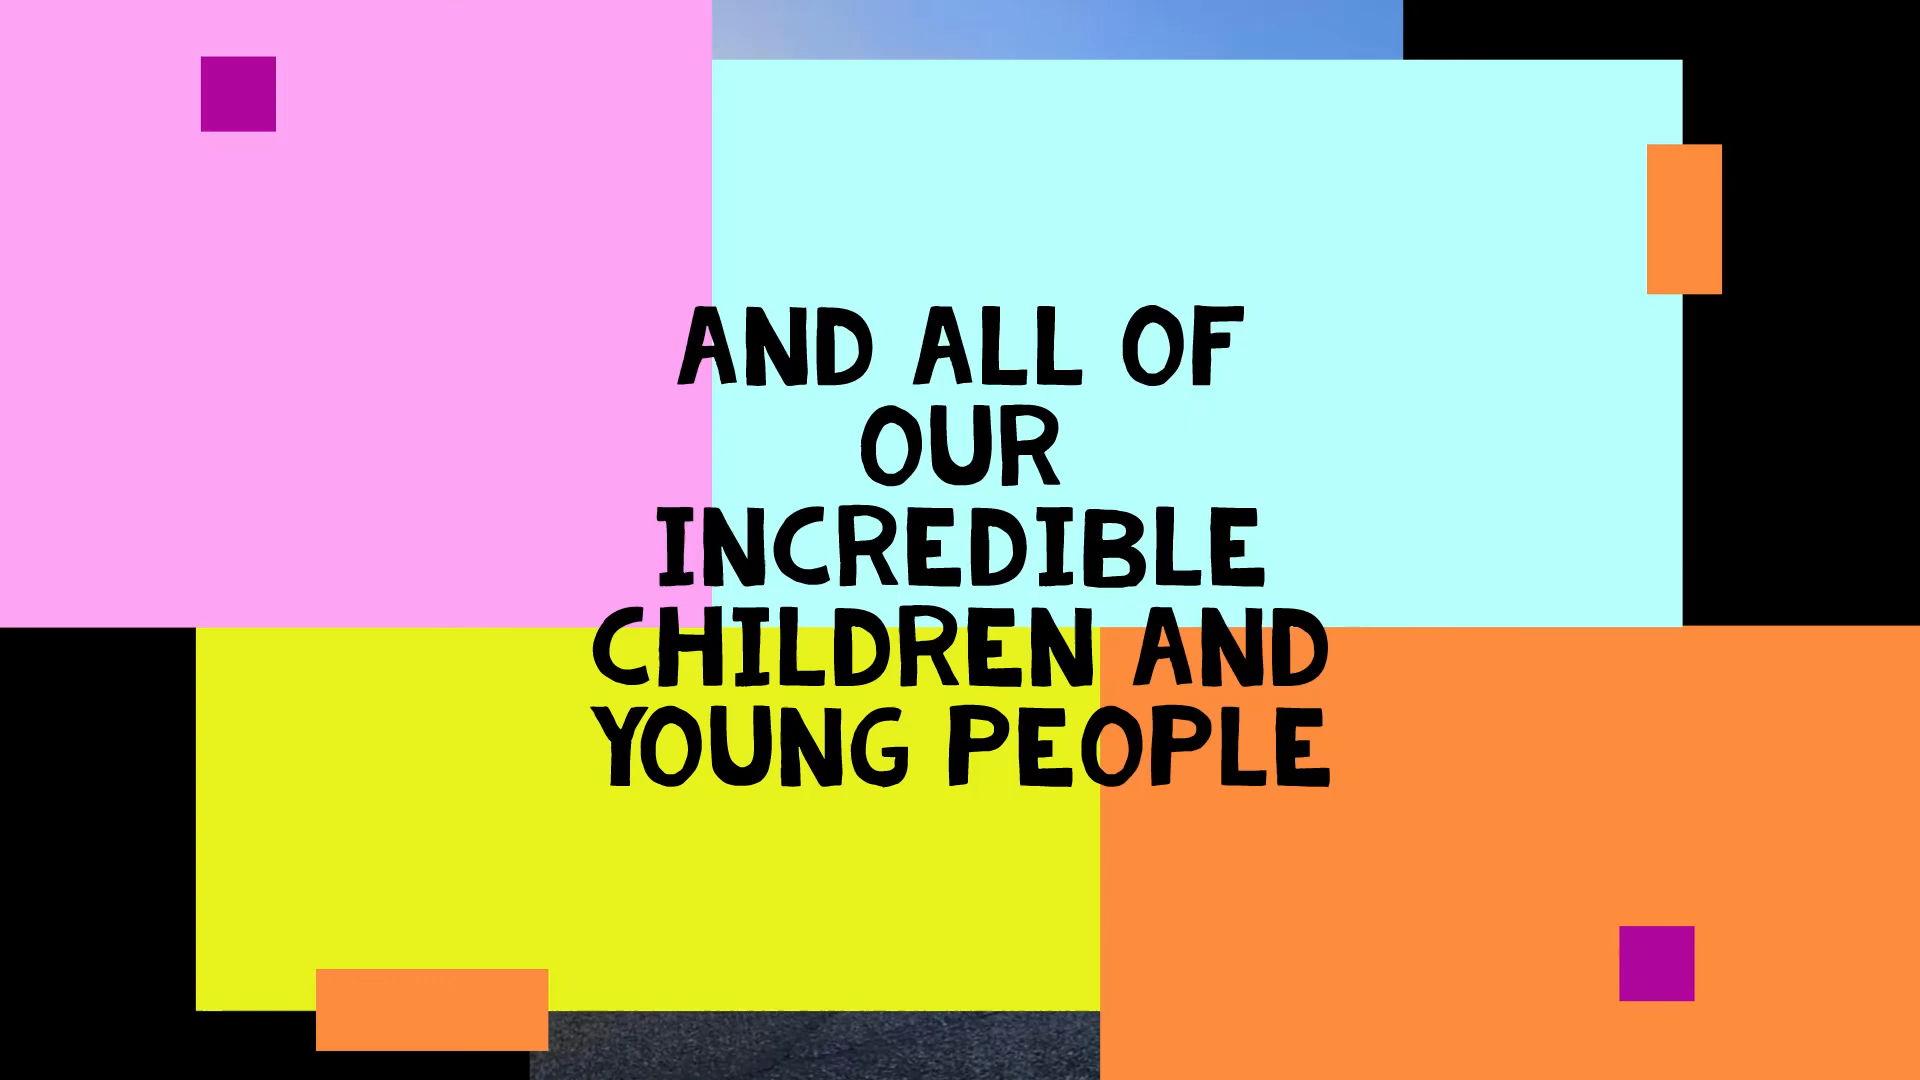 AND ALL OF
OUR
INCREDIBLE
CHILDREN AND
YOUNG PEOPLE